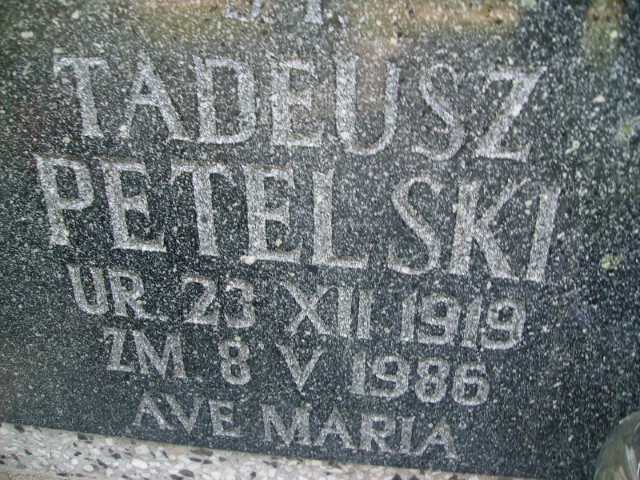 TADEUSZ
PETELSKI
UR. 23 XII 1919
ZM. 8 V 1986
AVE MARIA